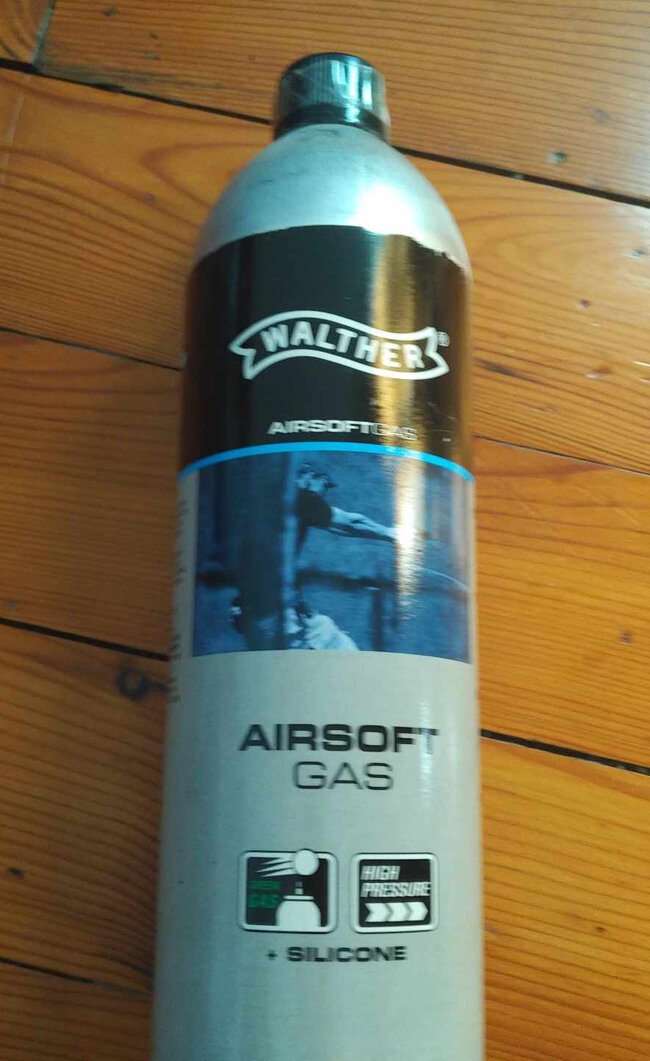 WALTHER®
AIRSOFTGAS
AIRSOFT
GAS
GREEN
GAS
HIGH
PRESSURE
+ SILICONE